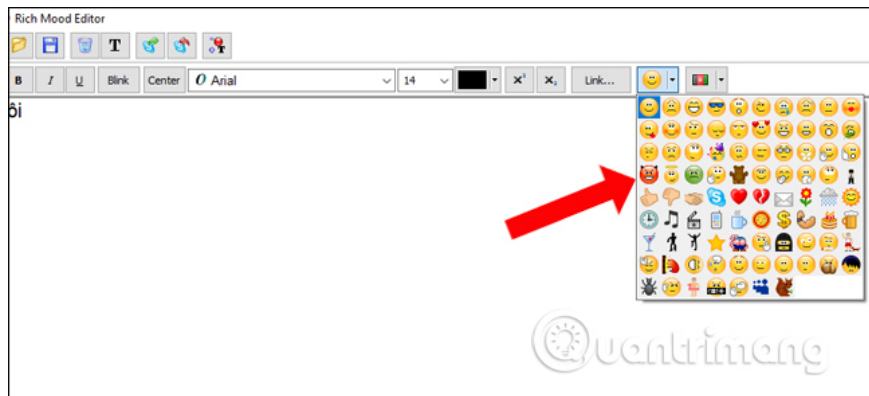 Rich Mood Editor
T T
B I U Blink Center O Arial 14 x² x₂ Link...
ôi
Quantrimang